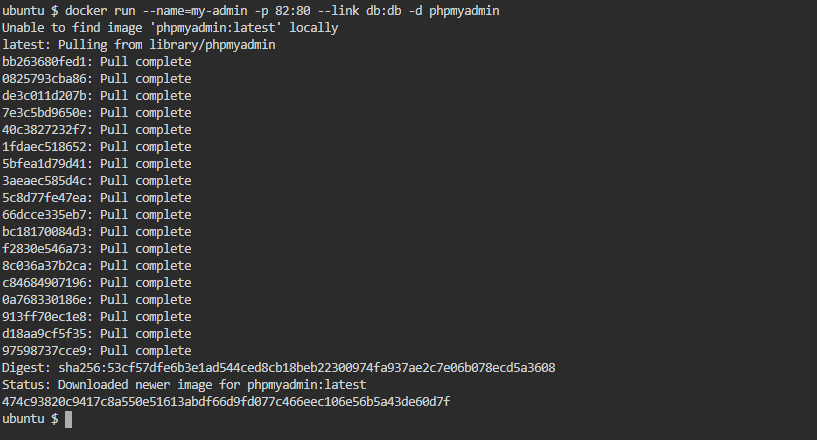 ubuntu $ docker run --name=my-admin -p 82:80 --link db:db -d phpmyadmin
Unable to find image 'phpmyadmin:latest' locally
latest: Pulling from library/phpmyadmin
bb263680fed1: Pull complete
0825793cba86: Pull complete
de3c011d207b: Pull complete
7e3c5bd9650e: Pull complete
40c3827232f7: Pull complete
1fdaec518652: Pull complete
5bfea1d79d41: Pull complete
3aeaec585d4c: Pull complete
5c8d77fe47ea: Pull complete
66dcce335eb7: Pull complete
bc18170084d3: Pull complete
f2830e546a73: Pull complete
8c036a37b2ca: Pull complete
c84684907196: Pull complete
0a768330186e: Pull complete
913ff70ec1e8: Pull complete
d18aa9cf5f35: Pull complete
97598737cce9: Pull complete
Digest: sha256:53cf57dfe6b3e1ad544ced8cb18beb22300974fa937ae2c7e06b078ecd5a3608
Status: Downloaded newer image for phpmyadmin:latest
474c93820c9417c8a550e51613abdf66d9fd077c466eec106e56b5a43de60d7f
ubuntu $